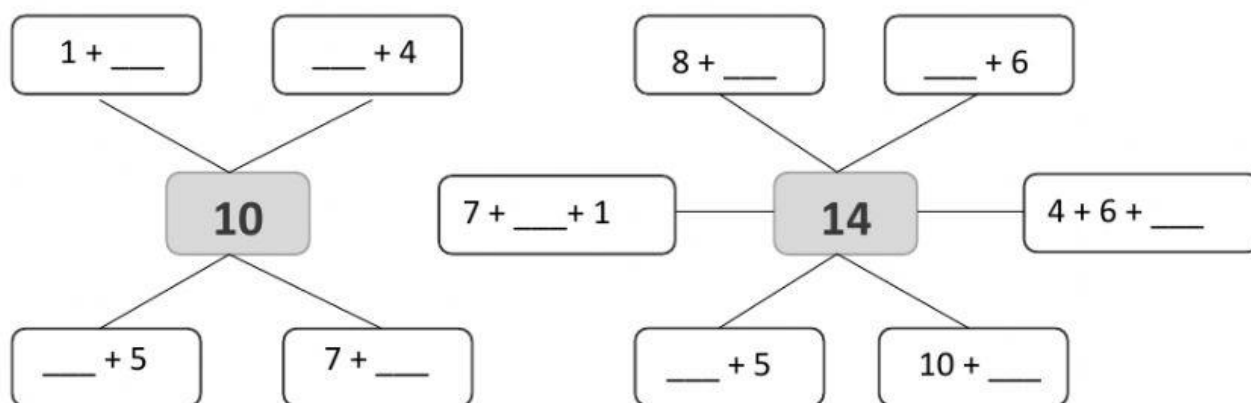 1 + ___
___ + 4
10
___ + 5
7 + ___
8 + ___
___ + 6
7 + ___+ 1
14
4 + 6 + ___
___ + 5
10 + ___